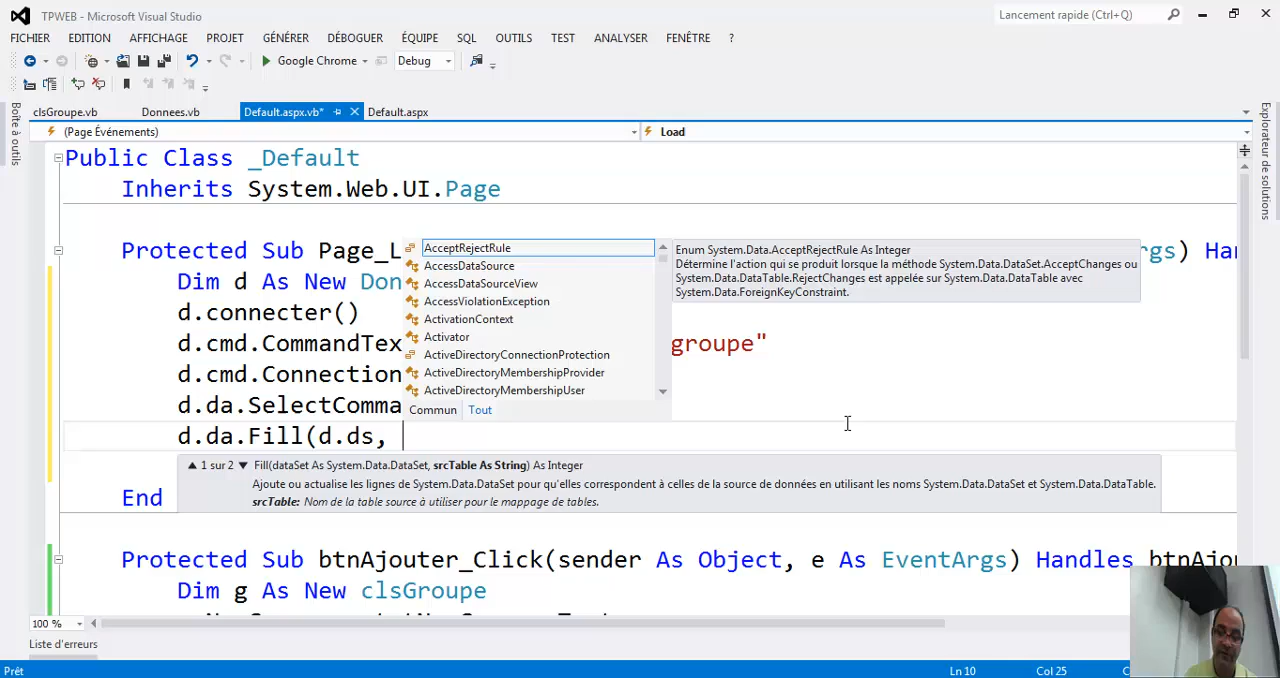 TPWEB - Microsoft Visual Studio
Lancement rapide (Ctrl+Q)
FICHIER EDITION AFFICHAGE PROJET GÉNÉRER DÉBOGUER ÉQUIPE SQL OUTILS TEST ANALYSER FENÊTRE ?
Google Chrome Debug
Boîte à outils
clsGroupe.vb Donnees.vb Default.aspx.vb* Default.aspx
(Page Événements) Load
Explorateur de solutions
Public Class _Default
Inherits System.Web.UI.Page
Protected Sub Page_L gs) Handles
Dim d As New Don
d.connecter()
d.cmd.CommandTex groupe"
d.cmd.Connection
d.da.SelectComma
d.da.Fill(d.ds,
AcceptRejectRule
AccessDataSource
AccessDataSourceView
AccessViolationException
ActivationContext
Activator
ActiveDirectoryConnectionProtection
ActiveDirectoryMembershipProvider
ActiveDirectoryMembershipUser
Commun Tout
Enum System.Data.AcceptRejectRule As Integer
Détermine l'action qui se produit lorsque la méthode System.Data.DataSet.AcceptChanges ou
System.Data.DataTable.RejectChanges est appelée sur System.Data.DataTable avec
System.Data.ForeignKeyConstraint.
1 sur 2 Fill(dataSet As System.Data.DataSet, srcTable As String) As Integer
Ajoute ou actualise les lignes de System.Data.DataSet pour qu'elles correspondent à celles de la source de données en utilisant les noms System.Data.DataSet et System.Data.DataTable.
srcTable: Nom de la table source à utiliser pour le mappage de tables.
End
Protected Sub btnAjouter_Click(sender As Object, e As EventArgs) Handles btnAjou
Dim g As New clsGroupe
100 %
Liste d'erreurs
Prêt Ln 10 Col 25